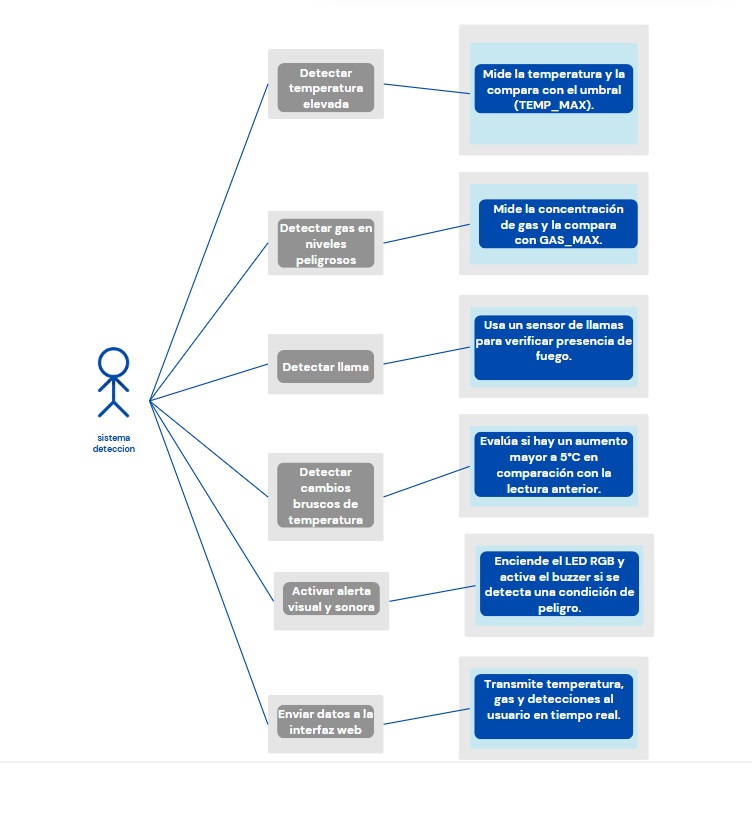 Detectar
temperatura
elevada
Mide la temperatura y la
compara con el umbral
(TEMP_MAX).
Detectar gas en
niveles
peligrosos
Mide la concentración
de gas y la compara
con GAS_MAX.
Detectar llama
Usa un sensor de llamas
para verificar presencia de
fuego.
sistema
deteccion
Detectar
cambios
bruscos de
temperatura
Evalúa si hay un aumento
mayor a 5°C en
comparación con la
lectura anterior.
Activar alerta
visual y sonora
Enciende el LED RGB y
activa el buzzer si se
detecta una condición de
peligro.
Enviar datos a la
interfaz web
Transmite temperatura,
gas y detecciones al
usuario en tiempo real.